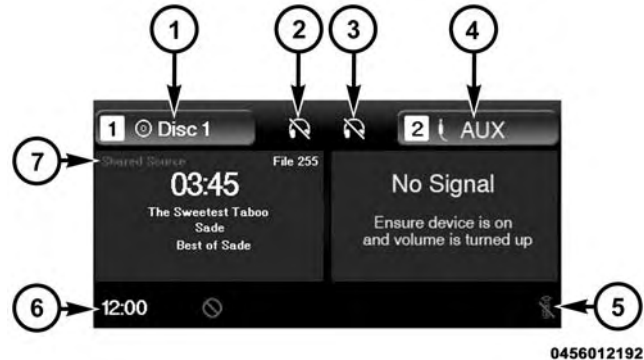 1 2 3 4
1 Disc 1
2 AUX
7
Shared Source
File 255
03:45
The Sweetest Taboo
Sade
Best of Sade
No Signal
Ensure device is on
and volume is turned up
6
12:00
5
0456012192